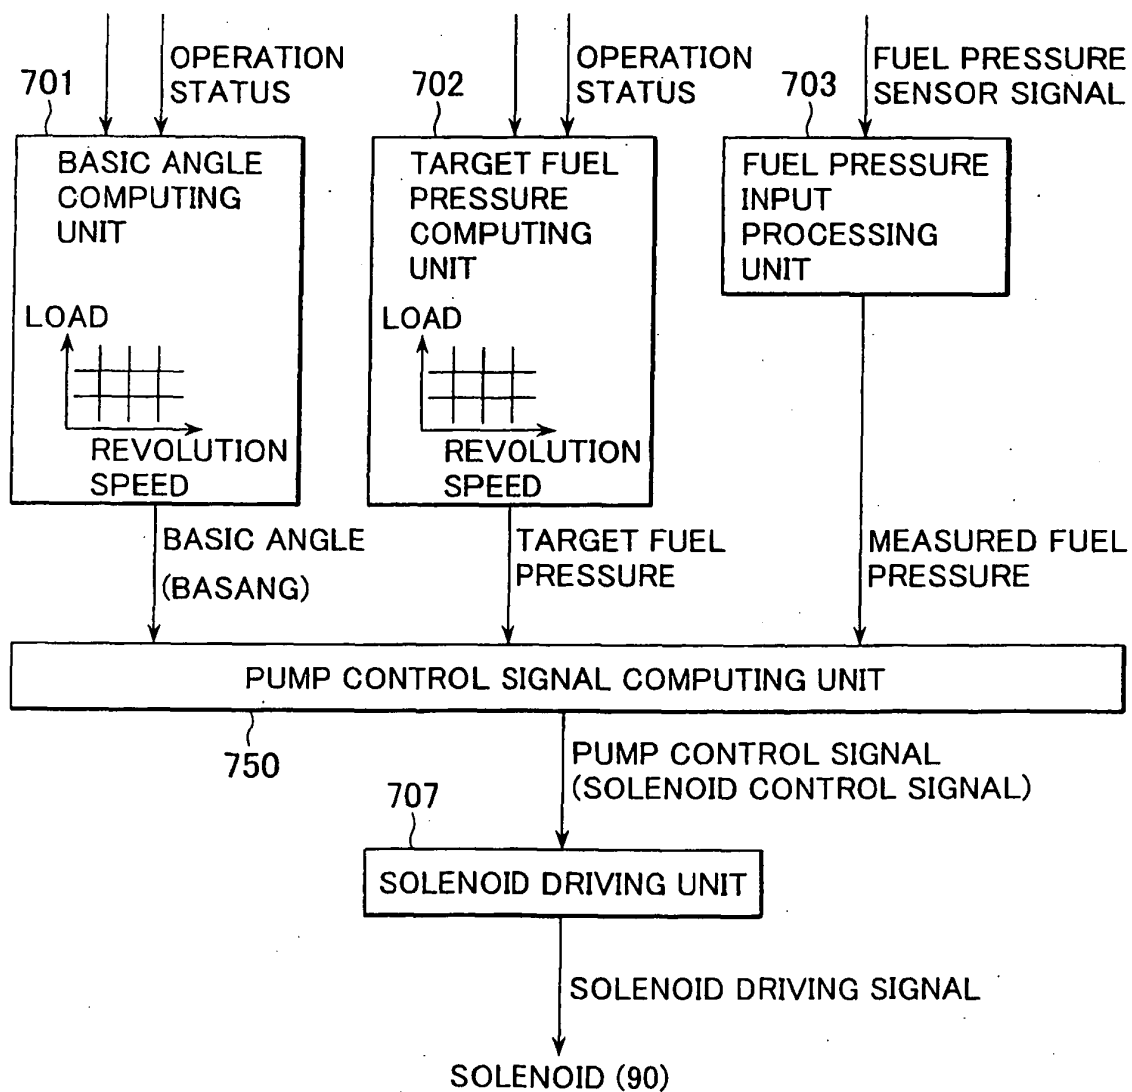 701
OPERATION
STATUS
BASIC ANGLE
COMPUTING
UNIT
LOAD
REVOLUTION
SPEED
702
OPERATION
STATUS
TARGET FUEL
PRESSURE
COMPUTING
UNIT
LOAD
REVOLUTION
SPEED
703
FUEL PRESSURE
SENSOR SIGNAL
FUEL PRESSURE
INPUT
PROCESSING
UNIT
BASIC ANGLE
(BASANG)
TARGET FUEL
PRESSURE
MEASURED FUEL
PRESSURE
PUMP CONTROL SIGNAL COMPUTING UNIT
750
PUMP CONTROL SIGNAL
(SOLENOID CONTROL SIGNAL)
707
SOLENOID DRIVING UNIT
SOLENOID DRIVING SIGNAL
SOLENOID (90)